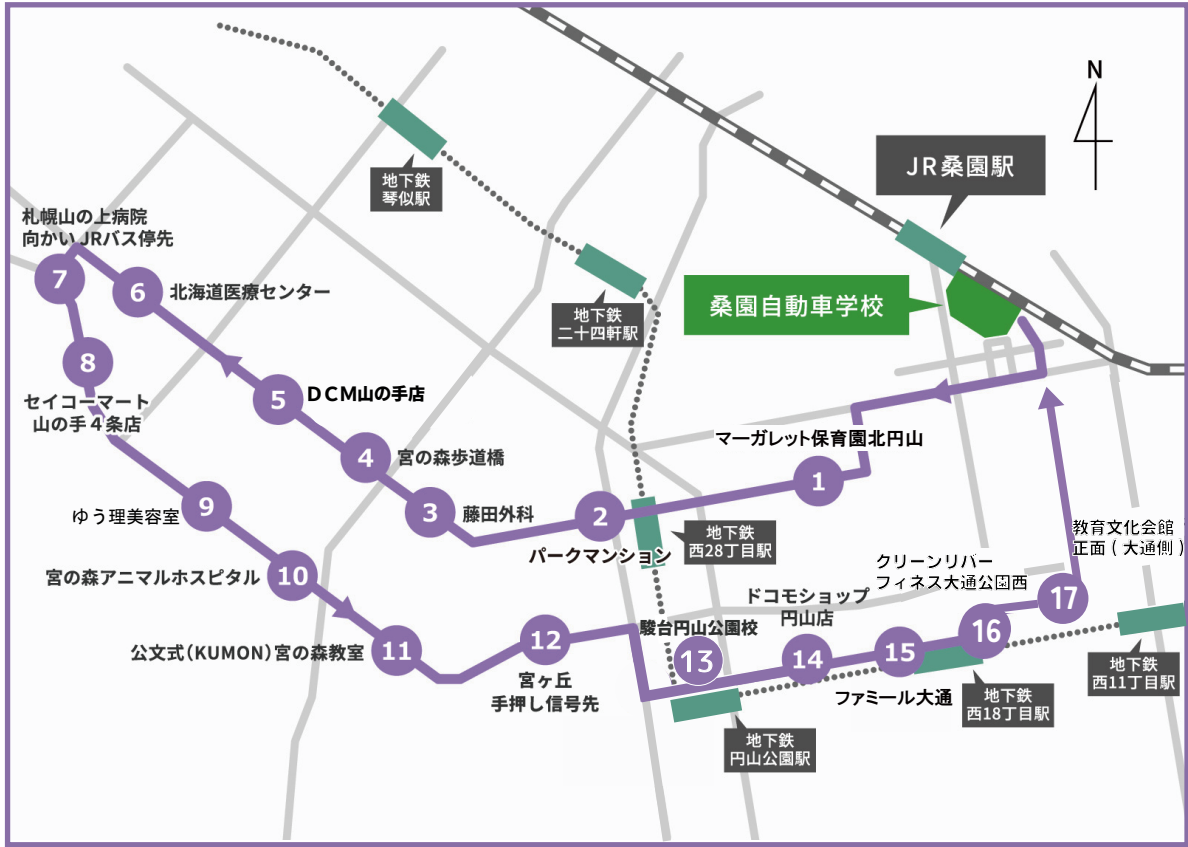 N
JR桑園駅
地下鉄
琴似駅
札幌山の上病院
向かい JRバス停先
7
6
北海道医療センター
地下鉄
二十四軒駅
桑園自動車学校
8
セイコーマート
山の手4条店
5
DCM山の手店
4
宮の森歩道橋
マーガレット保育園北円山
1
3
藤田外科
2
パークマンション
地下鉄
西28丁目駅
9
ゆう理美容室
10
宮の森アニマルホスピタル
クリーンリバー
フィネス大通公園西
教育文化会館
正面(大通側)
17
ドコモショップ
円山店
駿台円山公園校
16
11
公文式(KUMON)宮の森教室
12
宮ヶ丘
手押し信号先
13
14
15
ファミール大通
地下鉄
西18丁目駅
地下鉄
西11丁目駅
地下鉄
円山公園駅